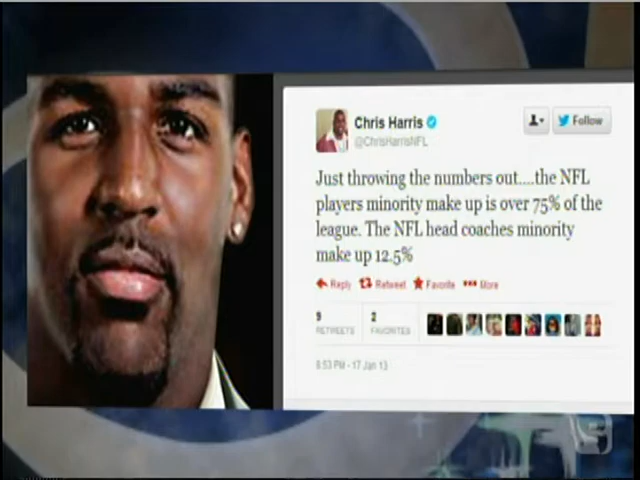 Chris Harris
@ChrisHarrisNFL
Follow
Just throwing the numbers out....the NFL
players minority make up is over 75% of the
league. The NFL head coaches minority
make up 12.5%
Reply Retweet Favorite More
9 2
RETWEETS FAVORITES
8:53 PM - 17 Jan 13